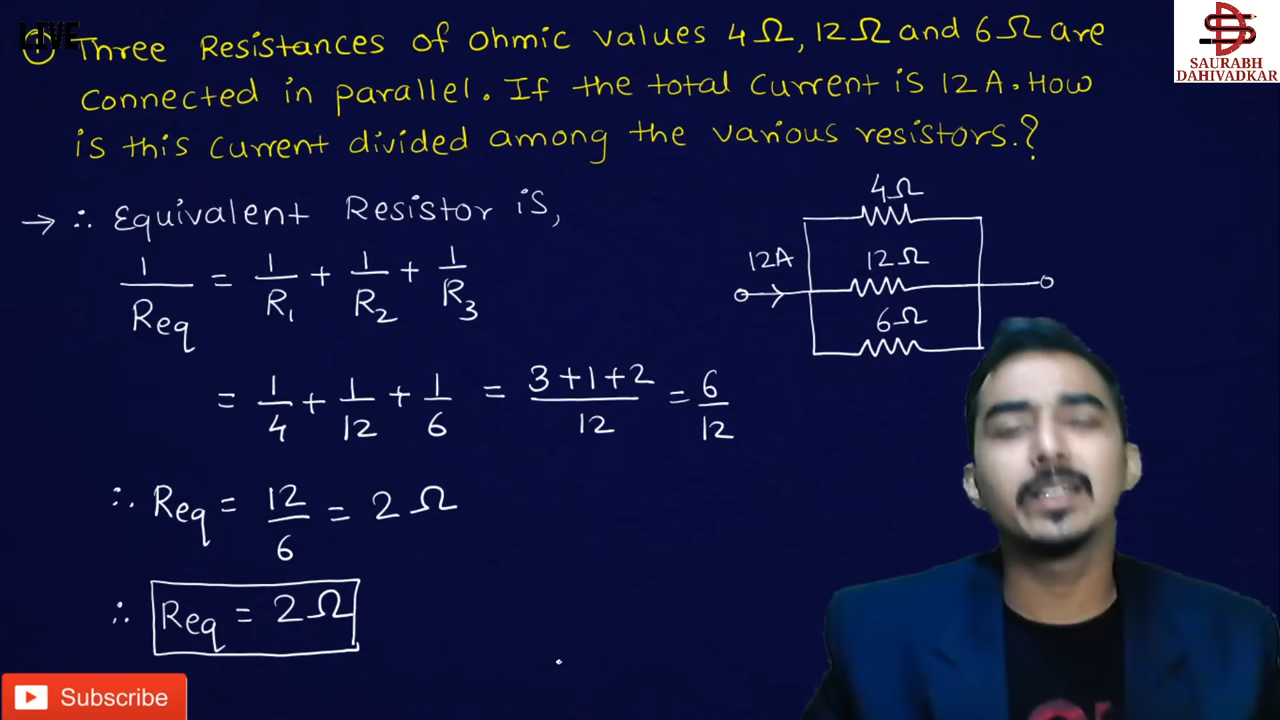 LIVE
① Three Resistances of ohmic values 4Ω, 12Ω and 6Ω are
connected in parallel. If the total current is 12A. How
is this current divided among the various resistors.?
SAURABH
DAHIVADKAR
→ ∴ Equivalent Resistor is,
1/Req = 1/R₁ + 1/R₂ + 1/R₃
= 1/4 + 1/12 + 1/6 = 3+1+2/12 = 6/12
∴ Req = 12/6 = 2Ω
∴ Req = 2Ω
4Ω
12A
12Ω
6Ω
Subscribe